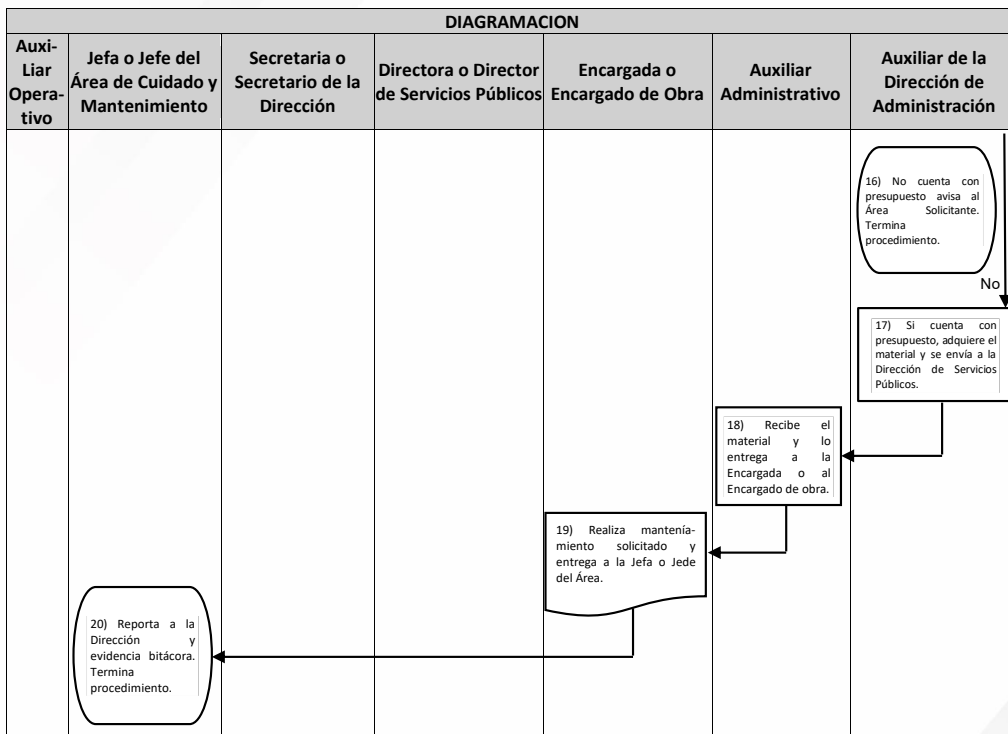 DIAGRAMACION
Auxi-
Liar
Opera-
tivo
Jefa o Jefe del
Área de Cuidado y
Mantenimiento
Secretaria o
Secretario de la
Dirección
Directora o Director
de Servicios Públicos
Encargada o
Encargado de Obra
Auxiliar
Administrativo
Auxiliar de la
Dirección de
Administración
16) No cuenta con
presupuesto avisa al
Área Solicitante.
Termina
procedimiento.
No
17) Si cuenta con
presupuesto, adquiere el
material y se envía a la
Dirección de Servicios
Públicos.
18) Recibe el
material y lo
entrega a la
Encargada o al
Encargado de obra.
19) Realiza mantenía-
miento solicitado y
entrega a la Jefa o Jede
del Área.
20) Reporta a la
Dirección y
evidencia bitácora.
Termina
procedimiento.